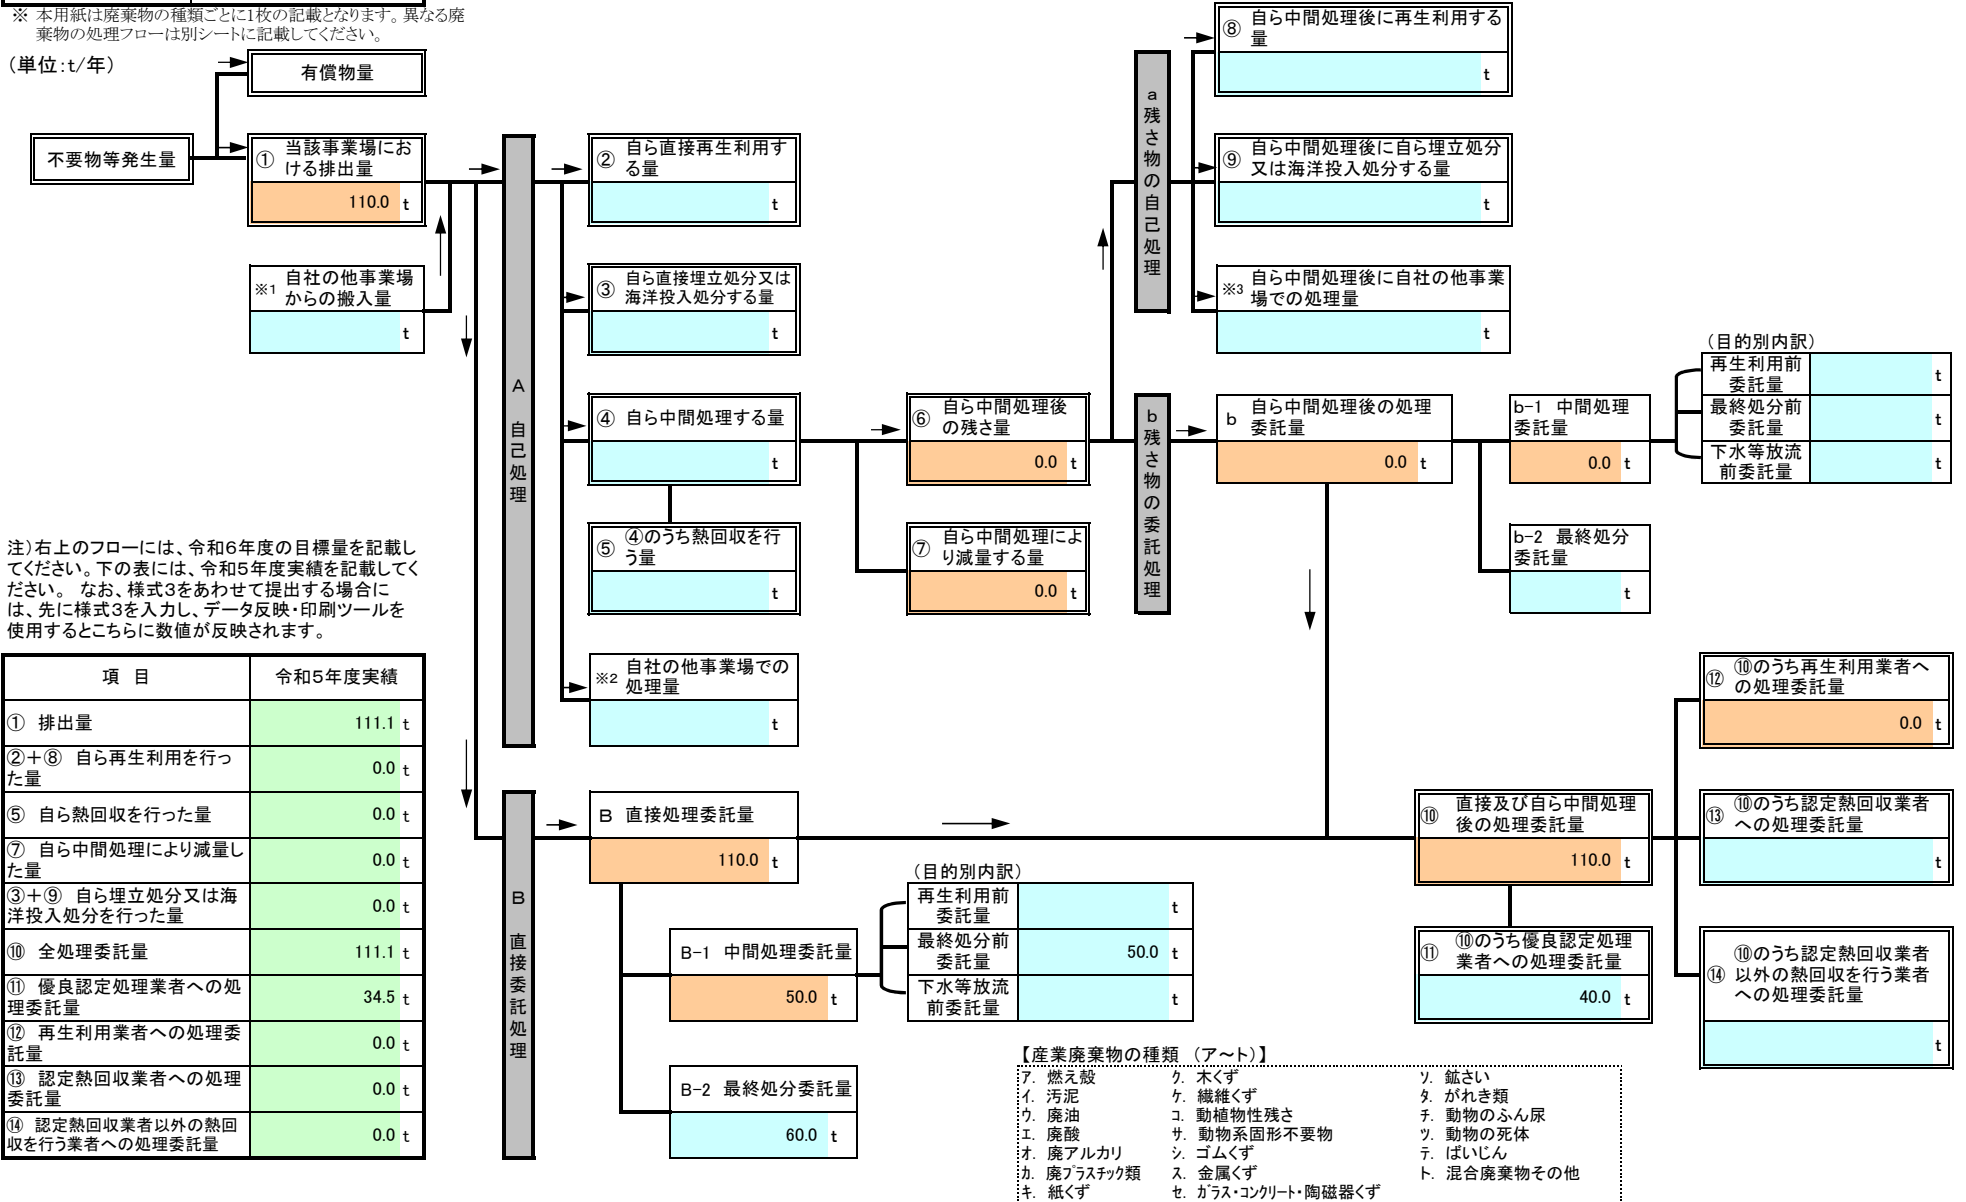 ※ 本用紙は廃棄物の種類ごとに1枚の記載となります。異なる廃
棄物の処理フローは別シートに記載してください。
(単位:t/年)
有償物量
不要物等発生量
① 当該事業場にお
ける排出量
110.0 t
※1 自社の他事業場
からの搬入量
t
A 自己処理
② 自ら直接再生利用す
る量
t
③ 自ら直接埋立処分又は
海洋投入処分する量
t
④ 自ら中間処理する量
t
⑤ ④のうち熱回収を行
う量
t
※2 自社の他事業場での
処理量
t
⑥ 自ら中間処理後
の残さ量
0.0 t
⑦ 自ら中間処理によ
り減量する量
0.0 t
a 残さ物の自己処理
⑧ 自ら中間処理後に再生利用する
量
t
⑨ 自ら中間処理後に自ら埋立処分
又は海洋投入処分する量
t
※3 自ら中間処理後に自社の他事業
場での処理量
t
b 残さ物の委託処理
b 自ら中間処理後の処理
委託量
0.0 t
b-1 中間処理
委託量
0.0 t
b-2 最終処分
委託量
t
(目的別内訳)
再生利用前
委託量
t
最終処分前
委託量
t
下水等放流
前委託量
t
注)右上のフローには、令和6年度の目標量を記載し
てください。下の表には、令和5年度実績を記載してく
ださい。 なお、様式3をあわせて提出する場合に
は、先に様式3を入力し、データ反映・印刷ツールを
使用するとこちらに数値が反映されます。
項 目 令和5年度実績
① 排出量 111.1 t
②+⑧ 自ら再生利用を行っ
た量 0.0 t
⑤ 自ら熱回収を行った量 0.0 t
⑦ 自ら中間処理により減量し
た量 0.0 t
③+⑨ 自ら埋立処分又は海
洋投入処分を行った量 0.0 t
⑩ 全処理委託量 111.1 t
⑪ 優良認定処理業者への処
理委託量 34.5 t
⑫ 再生利用業者への処理委
託量 0.0 t
⑬ 認定熱回収業者への処理
委託量 0.0 t
⑭ 認定熱回収業者以外の熱回
収を行う業者への処理委託量 0.0 t
B 直接委託処理
B 直接処理委託量
110.0 t
B-1 中間処理委託量
50.0 t
B-2 最終処分委託量
60.0 t
(目的別内訳)
再生利用前
委託量
t
最終処分前
委託量
50.0 t
下水等放流
前委託量
t
⑩ 直接及び自ら中間処理
後の処理委託量
110.0 t
⑪ ⑩のうち優良認定処理
業者への処理委託量
40.0 t
⑫ ⑩のうち再生利用業者へ
の処理委託量
0.0 t
⑬ ⑩のうち認定熱回収業者
への処理委託量
t
⑭ ⑩のうち認定熱回収業者
以外の熱回収を行う業者
への処理委託量
t
【産業廃棄物の種類 (ア~ト)】
ア. 燃え殻 ク. 木くず ソ. 鉱さい
イ. 汚泥 ケ. 繊維くず タ. がれき類
ウ. 廃油 コ. 動植物性残さ チ. 動物のふん尿
エ. 廃酸 サ. 動物系固形不要物 ツ. 動物の死体
オ. 廃アルカリ シ. ゴムくず テ. ばいじん
カ. 廃プラスチック類 ス. 金属くず ト. 混合廃棄物その他
キ. 紙くず セ. ガラス・コンクリート・陶磁器くず